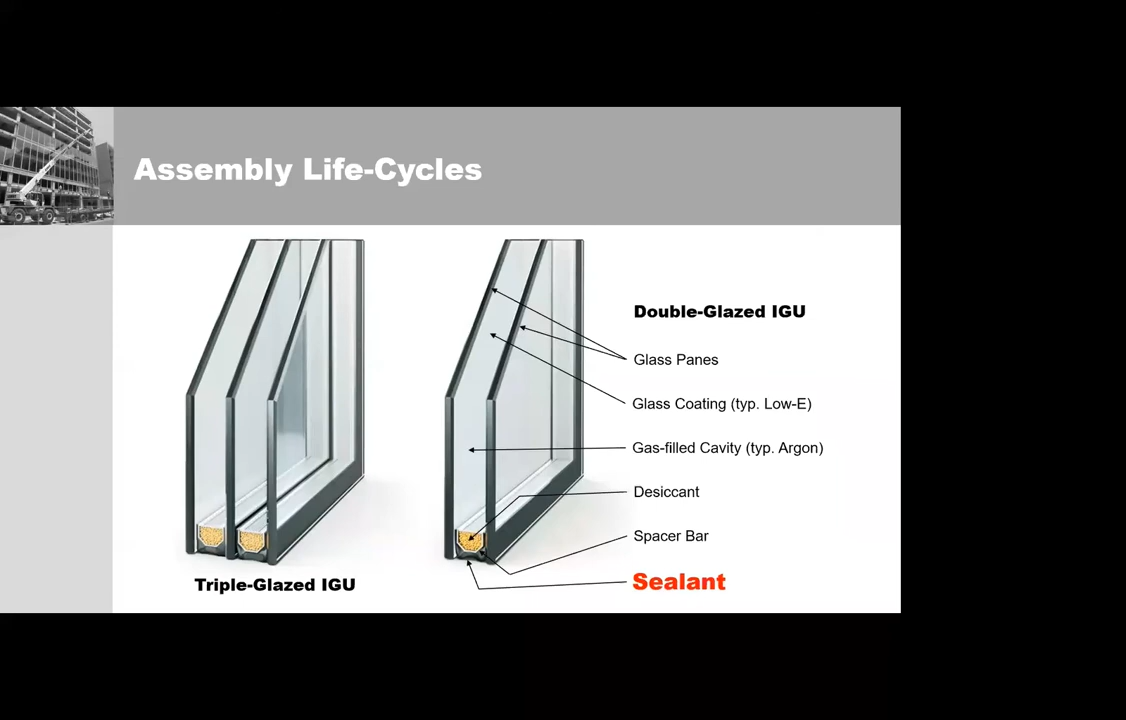 Assembly Life-Cycles
Double-Glazed IGU
Glass Panes
Glass Coating (typ. Low-E)
Gas-filled Cavity (typ. Argon)
Desiccant
Spacer Bar
Sealant
Triple-Glazed IGU